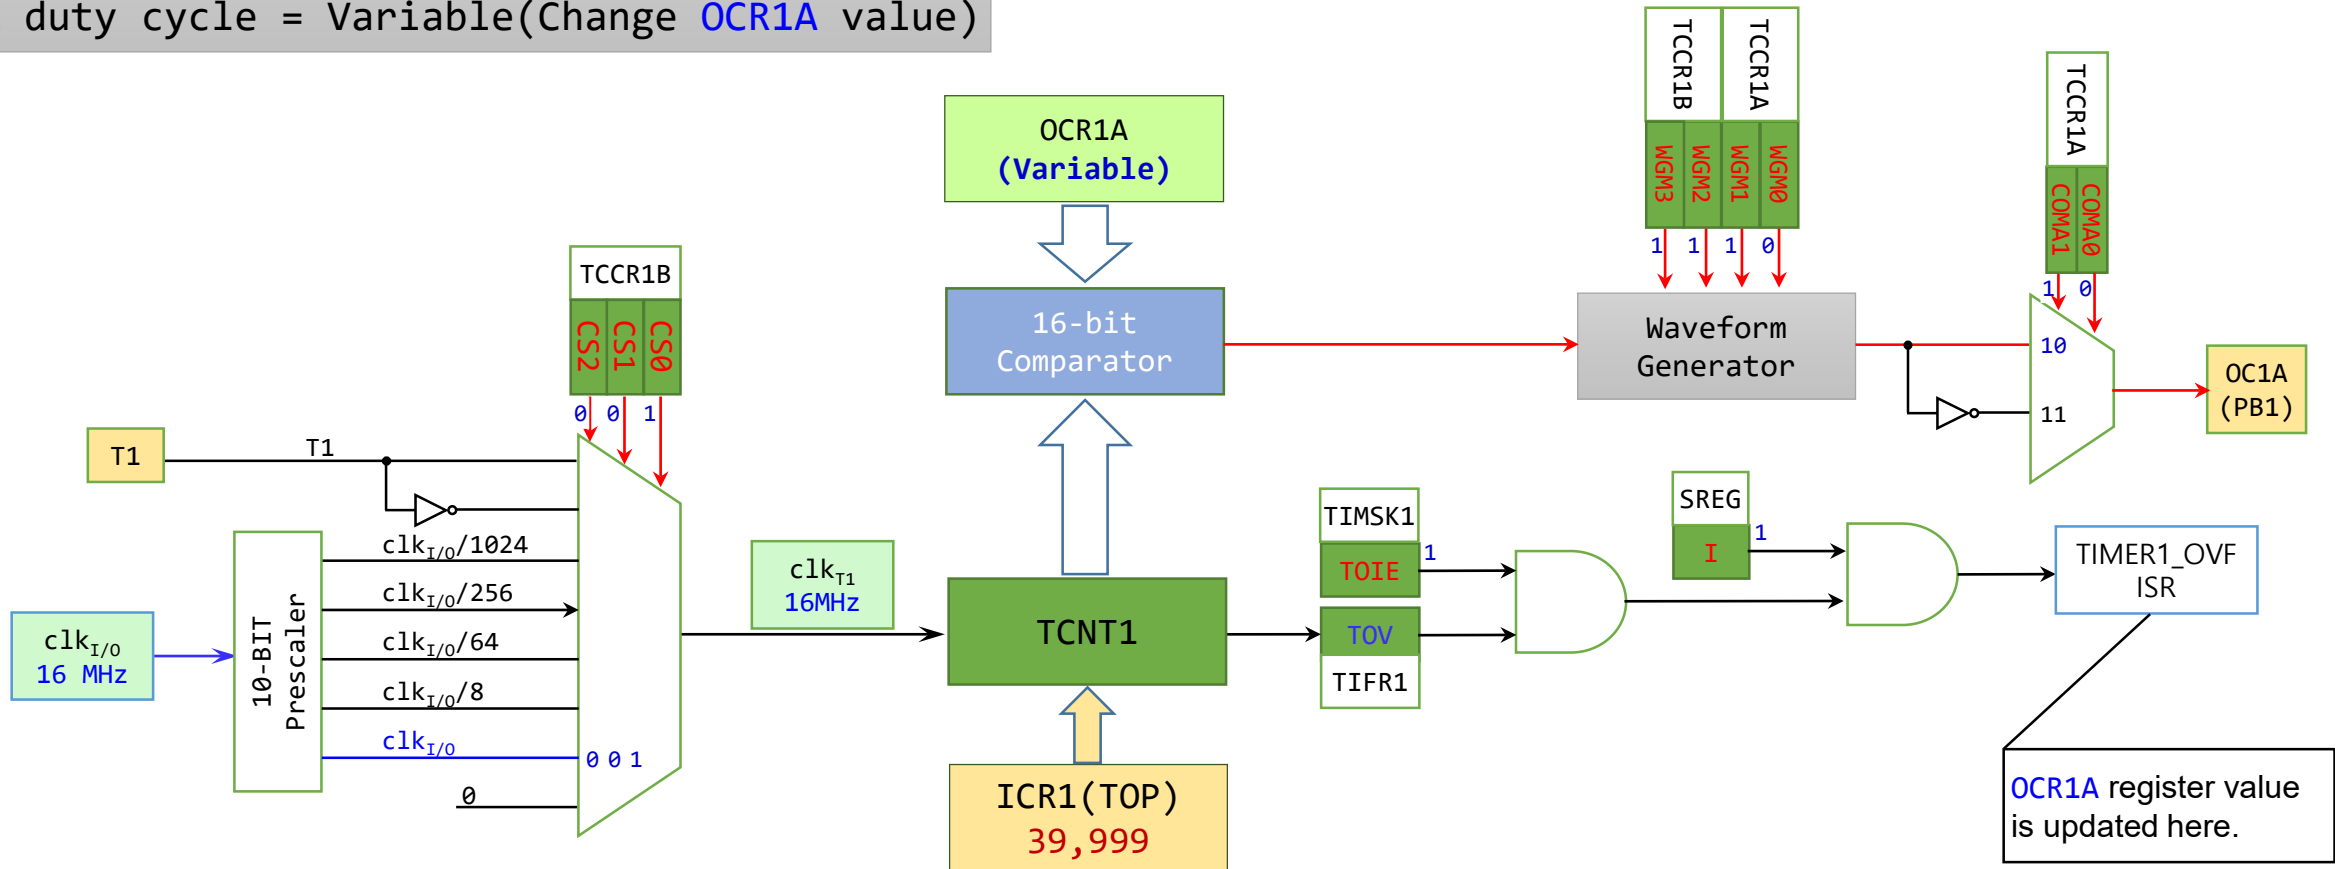 duty cycle = Variable(Change OCR1A value)
TCCR1B
TCCR1A
WGM3
WGM2
WGM1
WGM0
1
1
1
0
TCCR1A
COMA1
COMA0
1
0
OCR1A
(Variable)
16-bit
Comparator
Waveform
Generator
10
11
OC1A
(PB1)
TCCR1B
CS2
CS1
CS0
0
0
1
T1
T1
clkI/O/1024
clkI/O/256
clkI/O/64
clkI/O/8
clkI/O
0 0 1
0
clkI/O
16 MHz
10-BIT
Prescaler
clkT1
16MHz
TCNT1
ICR1(TOP)
39,999
TIMSK1
TOIE
1
TOV
TIFR1
SREG
I
1
TIMER1_OVF
ISR
OCR1A register value
is updated here.